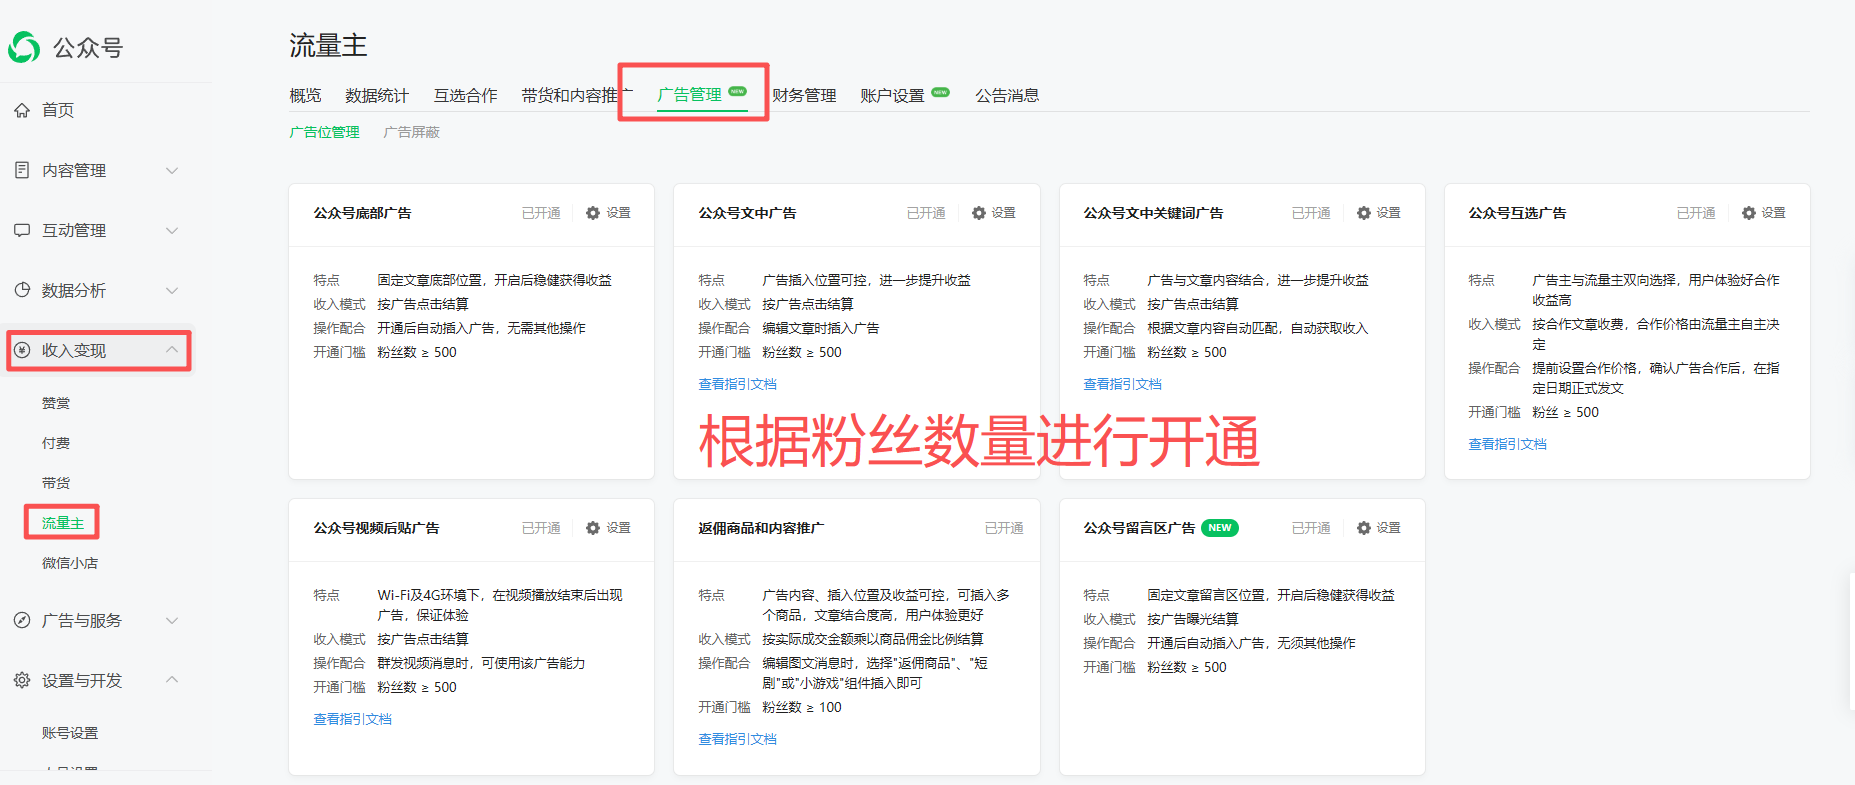 公众号
首页
内容管理
互动管理
数据分析
收入变现
赞赏
付费
带货
流量主
微信小店
广告与服务
设置与开发
账号设置
流量主
概览 数据统计 互选合作 带货和内容推广 广告管理 NEW 财务管理 账户设置 NEW 公告消息
广告位管理 广告屏蔽
公众号底部广告 已开通 设置
特点 固定文章底部位置，开启后稳健获得收益
收入模式 按广告点击结算
操作配合 开通后自动插入广告，无需其他操作
开通门槛 粉丝数 ≥ 500
公众号文中广告 已开通 设置
特点 广告插入位置可控，进一步提升收益
收入模式 按广告点击结算
操作配合 编辑文章时插入广告
开通门槛 粉丝数 ≥ 500
查看指引文档
公众号文中关键词广告 已开通 设置
特点 广告与文章内容结合，进一步提升收益
收入模式 按广告点击结算
操作配合 根据文章内容自动匹配，自动获取收入
开通门槛 粉丝数 ≥ 500
查看指引文档
公众号互选广告 已开通 设置
特点 广告主与流量主双向选择，用户体验好合作
收益高
收入模式 按合作文章收费，合作价格由流量主自主决
定
操作配合 提前设置合作价格，确认广告合作后，在指
定日期正式发文
开通门槛 粉丝 ≥ 500
查看指引文档
根据粉丝数量进行开通
公众号视频后贴广告 已开通 设置
特点 Wi-Fi及4G环境下，在视频播放结束后出现
广告，保证体验
收入模式 按广告点击结算
操作配合 群发视频消息时，可使用该广告能力
开通门槛 粉丝数 ≥ 500
查看指引文档
返佣商品和内容推广 已开通
特点 广告内容、插入位置及收益可控，可插入多
个商品，文章结合度高，用户体验更好
收入模式 按实际成交金额乘以商品佣金比例结算
操作配合 编辑图文消息时，选择"返佣商品"、"短
剧"或"小游戏"组件插入即可
开通门槛 粉丝数 ≥ 100
查看指引文档
公众号留言区广告 NEW 已开通 设置
特点 固定文章留言区位置，开启后稳健获得收益
收入模式 按广告曝光结算
操作配合 开通后自动插入广告，无须其他操作
开通门槛 粉丝数 ≥ 500